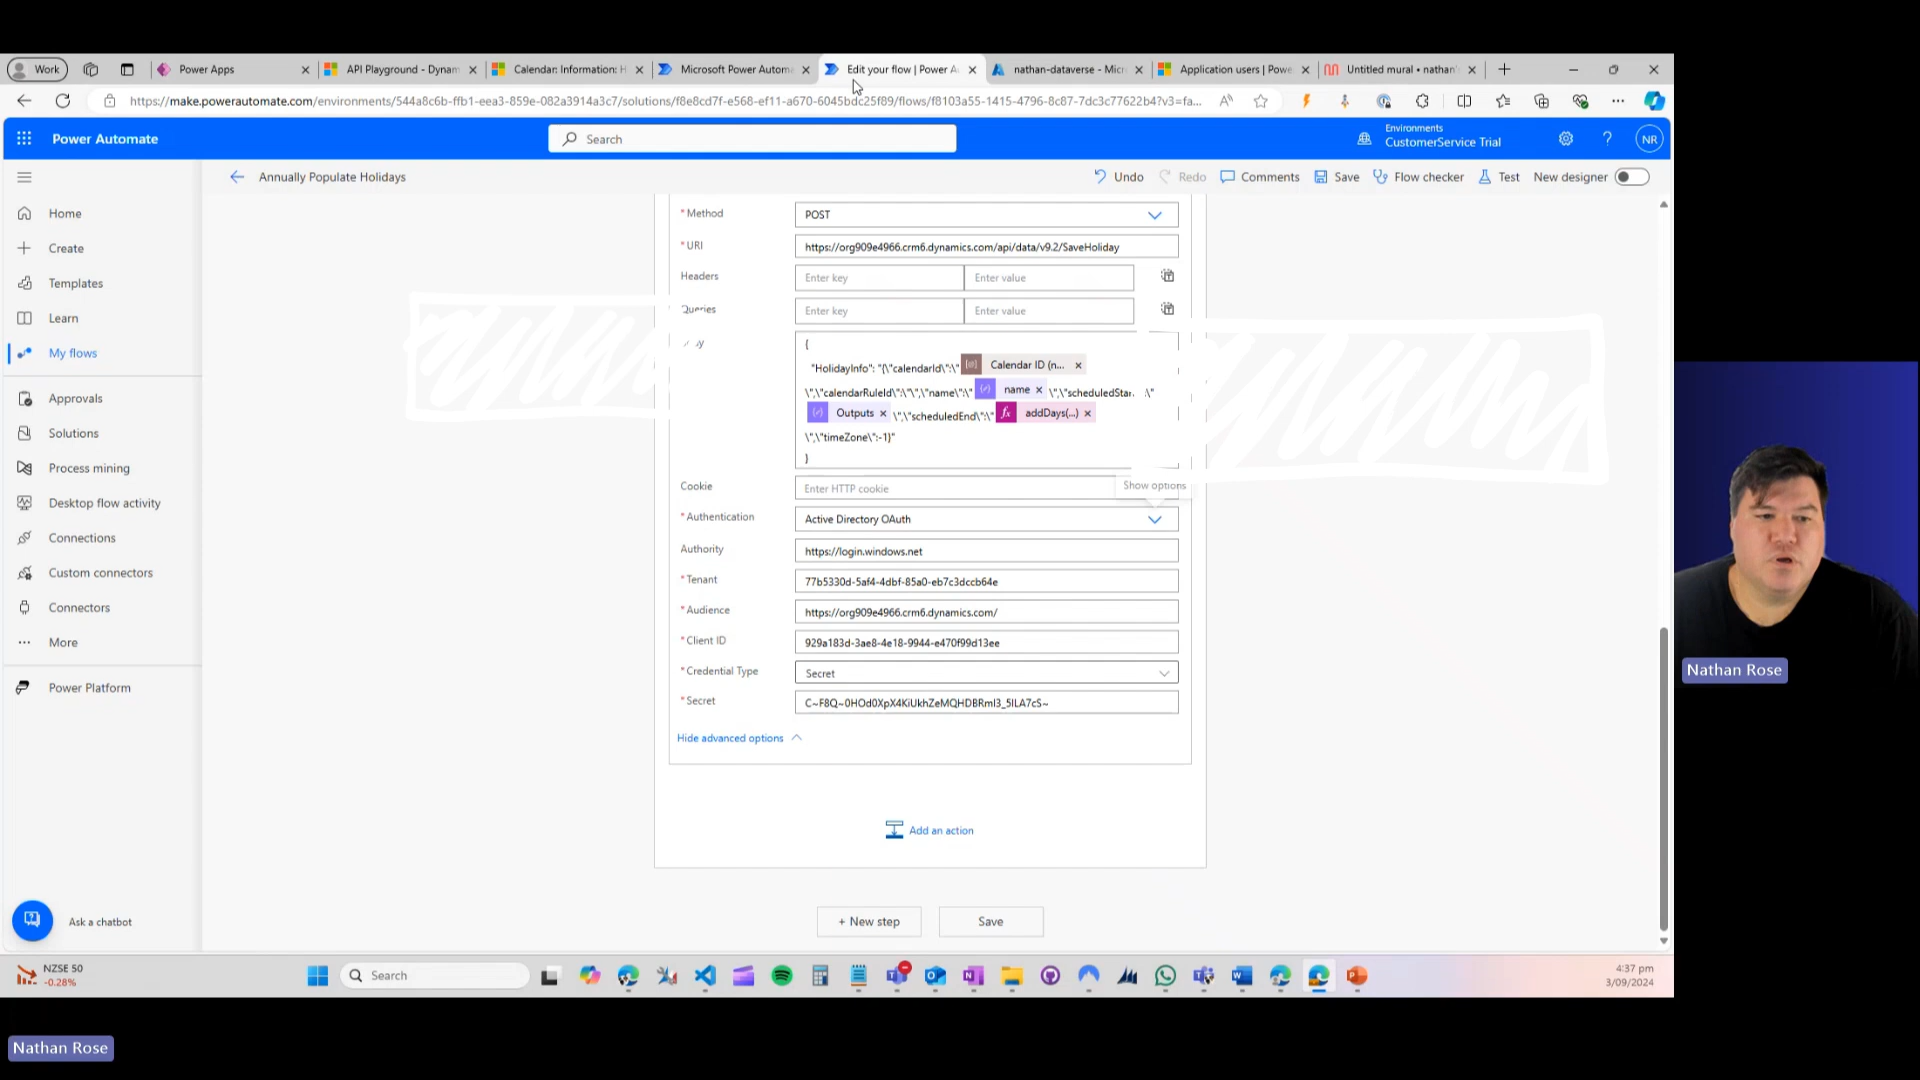 Work
Power Apps
API Playground - Dynam
Calendar: Information: H
Microsoft Power Autom
Edit your flow | Power A
nathan-dataverse - Micr
Application users | Powe
Untitled mural • nathan'
https://make.powerautomate.com/environments/544a8c6b-ffb1-eea3-859e-082a3914a3c7/solutions/f8e8cd7f-e568-ef11-a670-6045bdc25f89/flows/f8103a55-1415-4796-8c87-7dc3c77622b4?v3=fa...
Power Automate
Search
Environments
CustomerService Trial
NR
Annually Populate Holidays
Undo
Redo
Comments
Save
Flow checker
Test
New designer
Home
Create
Templates
Learn
My flows
Approvals
Solutions
Process mining
Desktop flow activity
Connections
Custom connectors
Connectors
More
Power Platform
Ask a chatbot
* Method
POST
* URI
https://org909e4966.crm6.dynamics.com/api/data/v9.2/SaveHoliday
Headers
Enter key
Enter value
Queries
Enter key
Enter value
{
"HolidayInfo": "{\"calendarId\":\" Calendar ID (n... ×
\",\"calendarRuleId\":\"\",\"name\":\" name × \",\"scheduledStar \"
Outputs × \",\"scheduledEnd\":\" fx addDays(...) ×
\",\"timeZone\":-1}"
}
Cookie
Enter HTTP cookie
Show options
* Authentication
Active Directory OAuth
Authority
https://login.windows.net
* Tenant
77b5330d-5af4-4dbf-85a0-eb7c3dccb64e
* Audience
https://org909e4966.crm6.dynamics.com/
* Client ID
929a183d-3ae8-4e18-9944-e470f99d13ee
* Credential Type
Secret
* Secret
Hide advanced options
Add an action
+ New step
Save
NZSE 50
-0.28%
Search
4:37 pm
3/09/2024
Nathan Rose
Nathan Rose